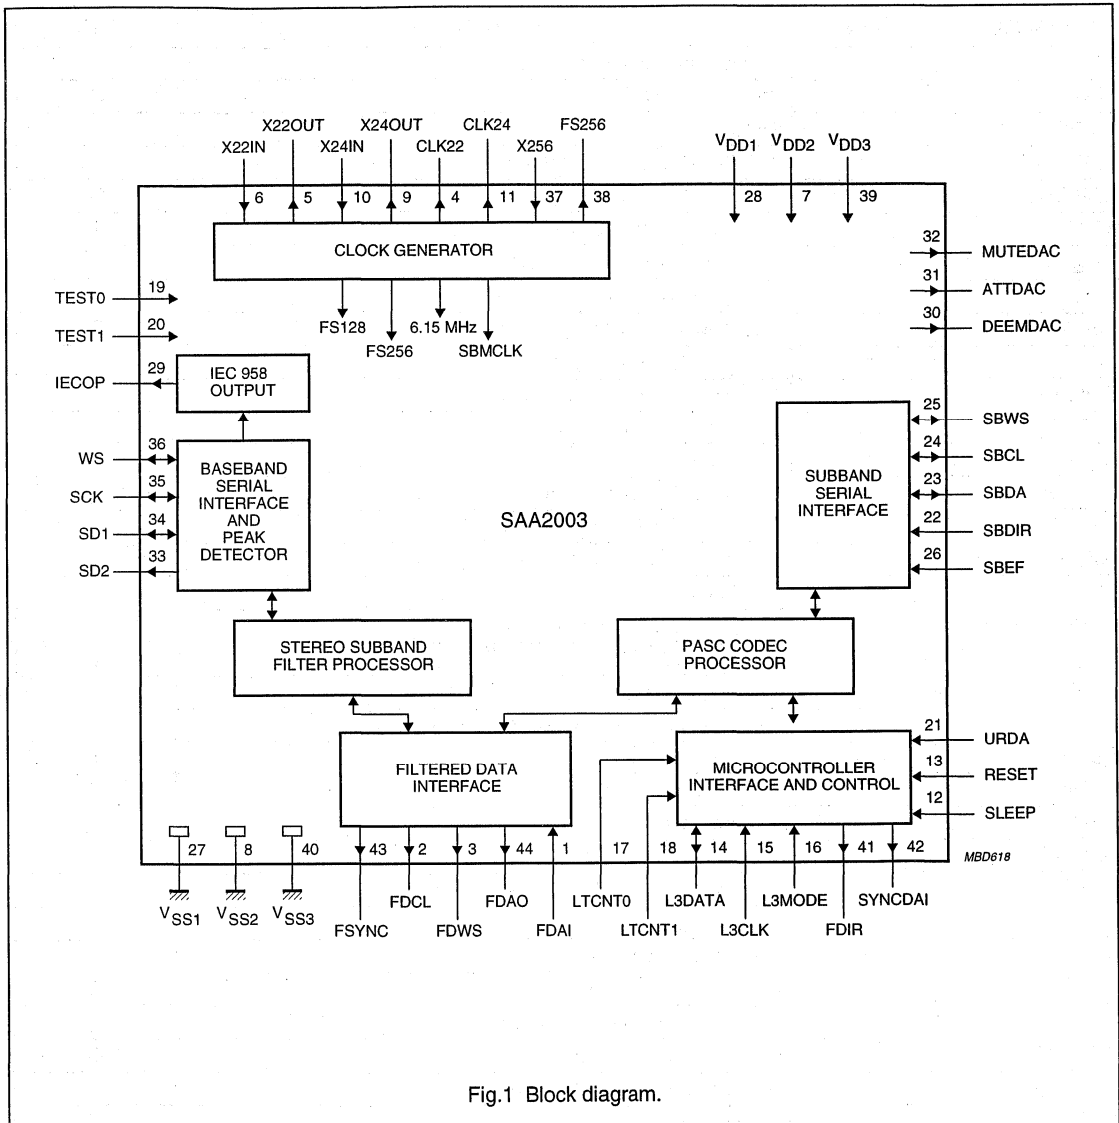 X22OUT X24OUT CLK24 FS256
X22IN X24IN CLK22 X256
VDD1 VDD2 VDD3
6 5 10 9 4 11 37 38
28 7 39
CLOCK GENERATOR
32 MUTEDAC
31 ATTDAC
30 DEEMDAC
TEST0 19
TEST1 20
FS128 6.15 MHz
FS256 SBMCLK
IECOP 29
IEC 958
OUTPUT
WS 36
SCK 35
SD1 34
SD2 33
BASEBAND
SERIAL
INTERFACE
AND
PEAK
DETECTOR
SAA2003
SUBBAND
SERIAL
INTERFACE
25 SBWS
24 SBCL
23 SBDA
22 SBDIR
26 SBEF
STEREO SUBBAND
FILTER PROCESSOR
PASC CODEC
PROCESSOR
FILTERED DATA
INTERFACE
MICROCONTROLLER
INTERFACE AND CONTROL
21 URDA
13 RESET
12 SLEEP
27 8 40 43 2 3 44 1 17 18 14 15 16 41 42
MBD618
VSS1 VSS2 VSS3
FDCL FDAO LTCNT0 L3DATA L3MODE SYNCDAI
FSYNC FDWS FDAI LTCNT1 L3CLK FDIR
Fig.1 Block diagram.